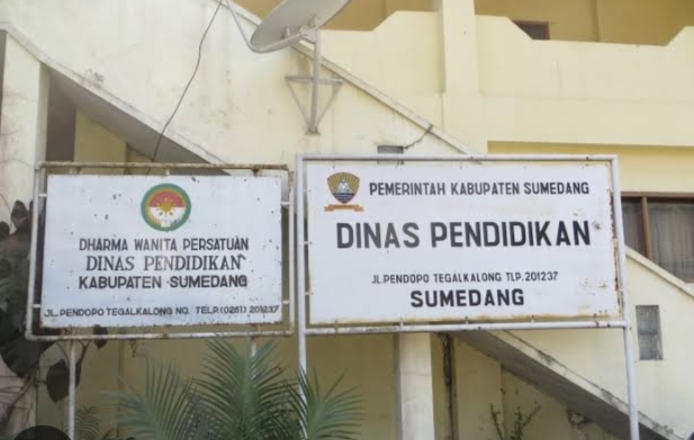 DHARMA WANITA PERSATUAN
DINAS PENDIDIKAN
KABUPATEN SUMEDANG
JL.PENDOPO TEGALKALONG NO. TELP.(0261) 201237
PEMERINTAH KABUPATEN SUMEDANG
DINAS PENDIDIKAN
JL.PENDOPO TEGALKALONG TLP. 201237
SUMEDANG